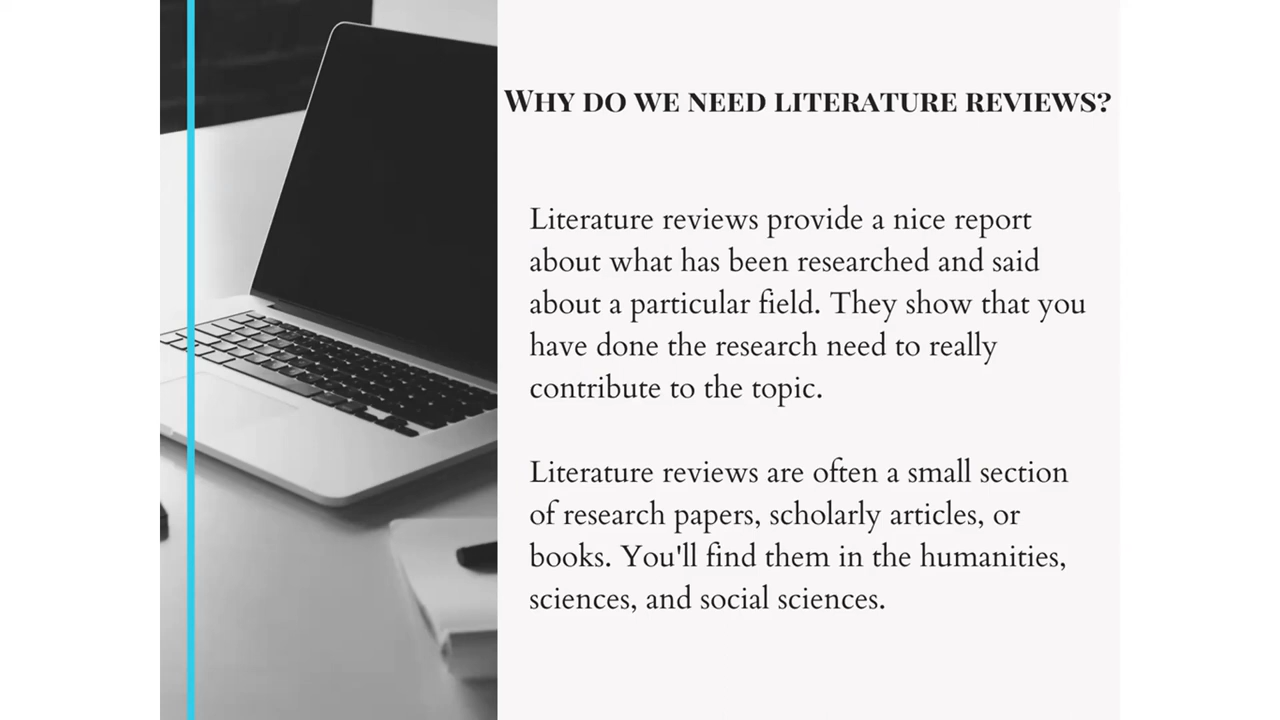 Why do we need literature reviews?
Literature reviews provide a nice report
about what has been researched and said
about a particular field. They show that you
have done the research need to really
contribute to the topic.
Literature reviews are often a small section
of research papers, scholarly articles, or
books. You'll find them in the humanities,
sciences, and social sciences.